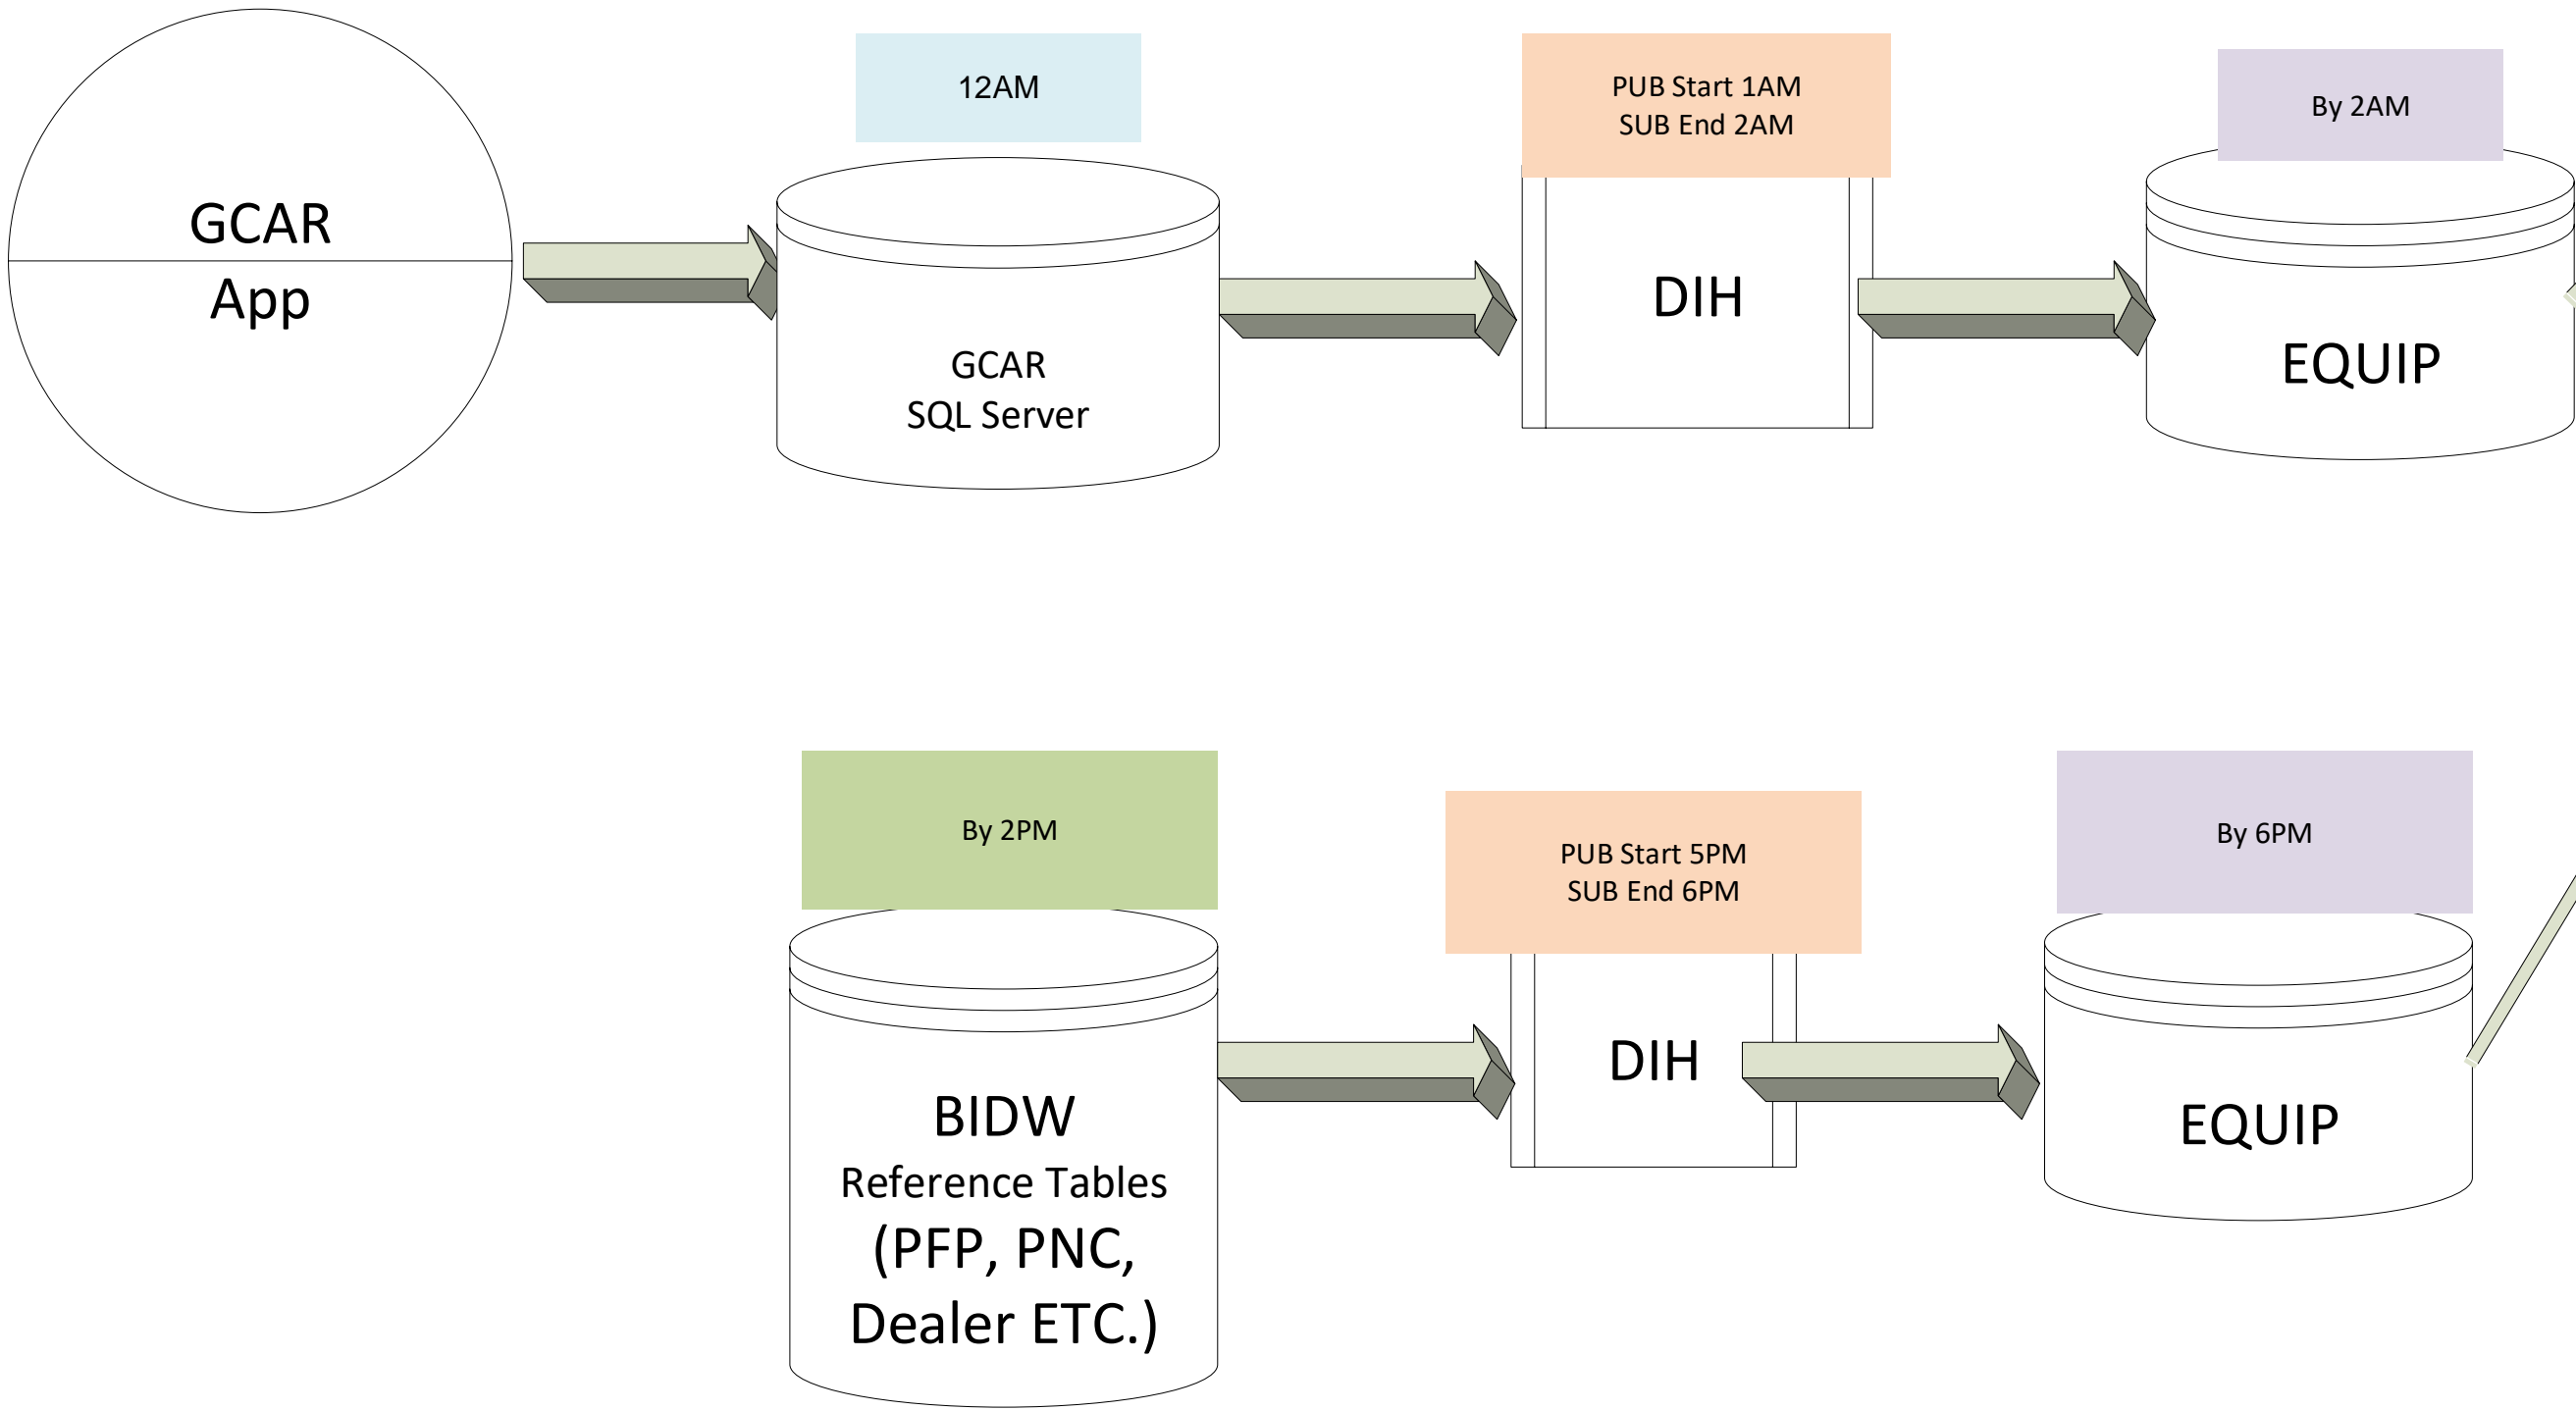 12AM
PUB Start 1AM
SUB End 2AM
By 2AM
GCAR
App
GCAR
SQL Server
DIH
EQUIP
By 2PM
PUB Start 5PM
SUB End 6PM
By 6PM
BIDW
Reference Tables
(PFP, PNC,
Dealer ETC.)
DIH
EQUIP